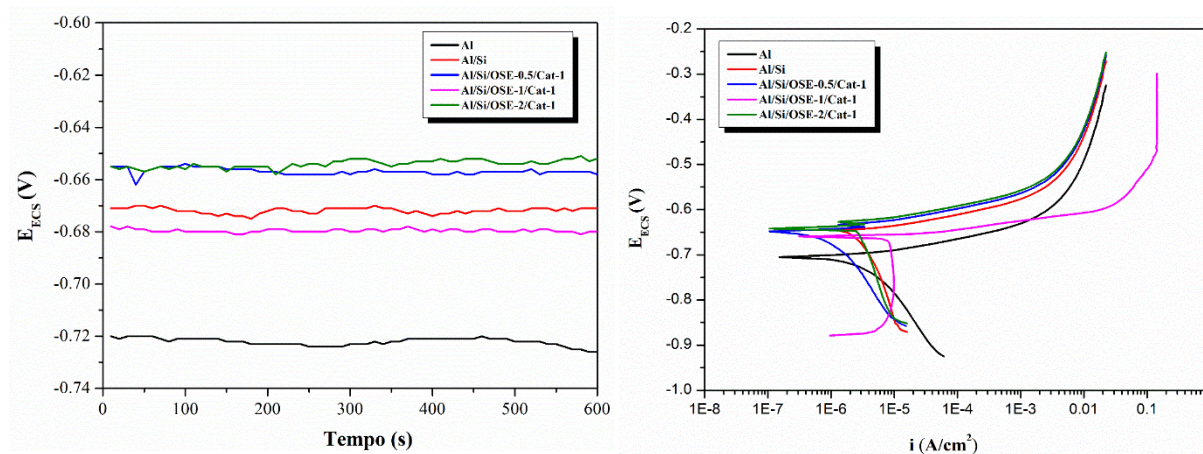 -0.60
-0.62
-0.64
-0.66
-0.68
-0.70
-0.72
-0.74
E_ECS (V)
Al
Al/Si
Al/Si/OSE-0.5/Cat-1
Al/Si/OSE-1/Cat-1
Al/Si/OSE-2/Cat-1
0 100 200 300 400 500 600
Tempo (s)
-0.2
-0.3
-0.4
-0.5
-0.6
-0.7
-0.8
-0.9
-1.0
E_ECS (V)
Al
Al/Si
Al/Si/OSE-0.5/Cat-1
Al/Si/OSE-1/Cat-1
Al/Si/OSE-2/Cat-1
1E-8 1E-7 1E-6 1E-5 1E-4 1E-3 0.01 0.1
i (A/cm²)